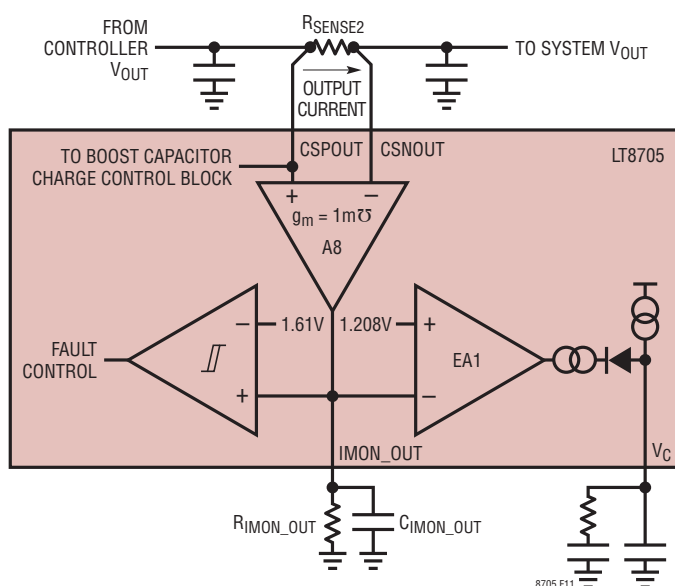 FROM
CONTROLLER
VOUT
RSENSE2
TO SYSTEM VOUT
OUTPUT
CURRENT
CSPOUT
CSNOUT
LT8705
TO BOOST CAPACITOR
CHARGE CONTROL BLOCK
+
−
gm = 1m℧
A8
−
1.61V
1.208V
+
FAULT
CONTROL
EA1
+
−
IMON_OUT
VC
RIMON_OUT
CIMON_OUT
8705 F11